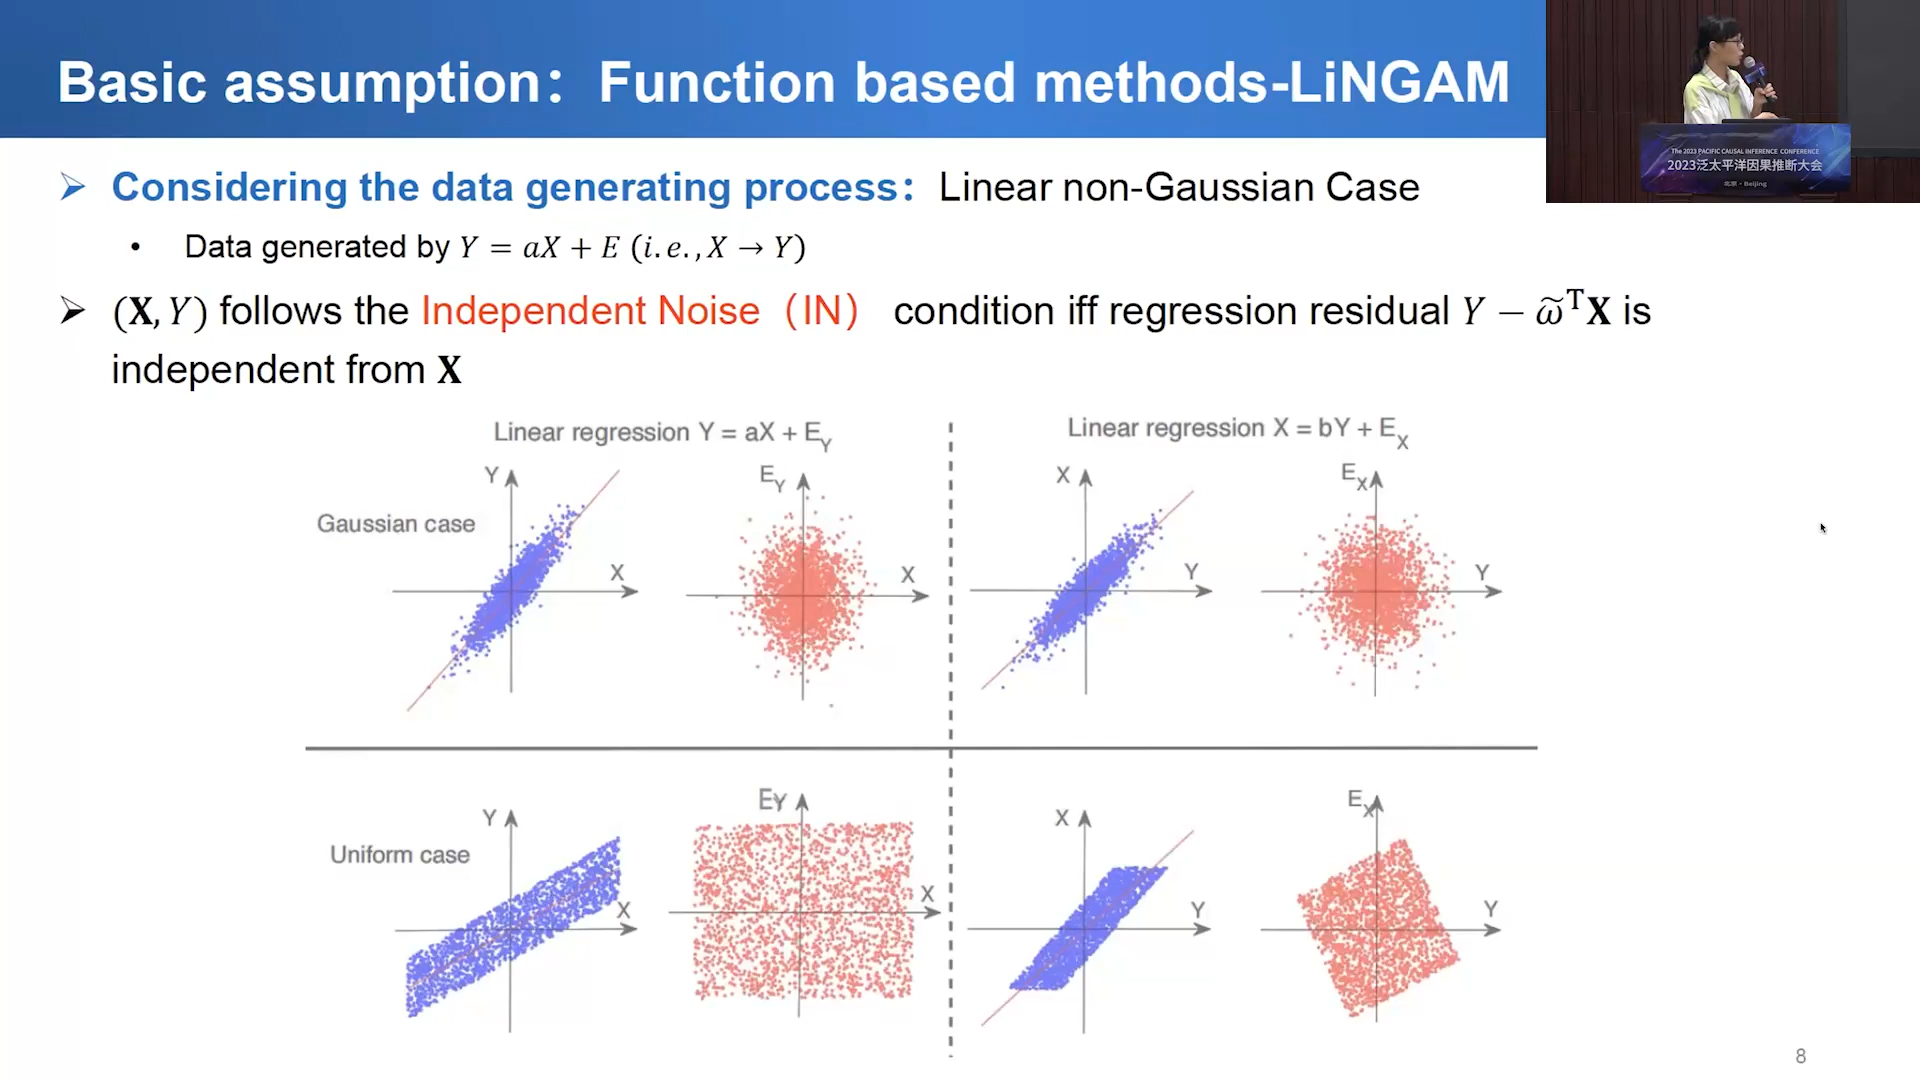 Basic assumption：Function based methods-LiNGAM
The 2023 PACIFIC CAUSAL INFERENCE CONFERENCE
2023泛太平洋因果推断大会
北京·Beijing
➢ Considering the data generating process：Linear non-Gaussian Case
• Data generated by Y = aX + E (i.e., X → Y)
➢ (X, Y) follows the Independent Noise（IN） condition iff regression residual Y − ω̃ᵀX is
independent from X
Linear regression Y = aX + E_Y
Linear regression X = bY + E_X
Gaussian case
Y
X
E_Y
X
X
Y
E_X
Y
Uniform case
Y
X
E_Y
X
X
Y
E_X
Y
8